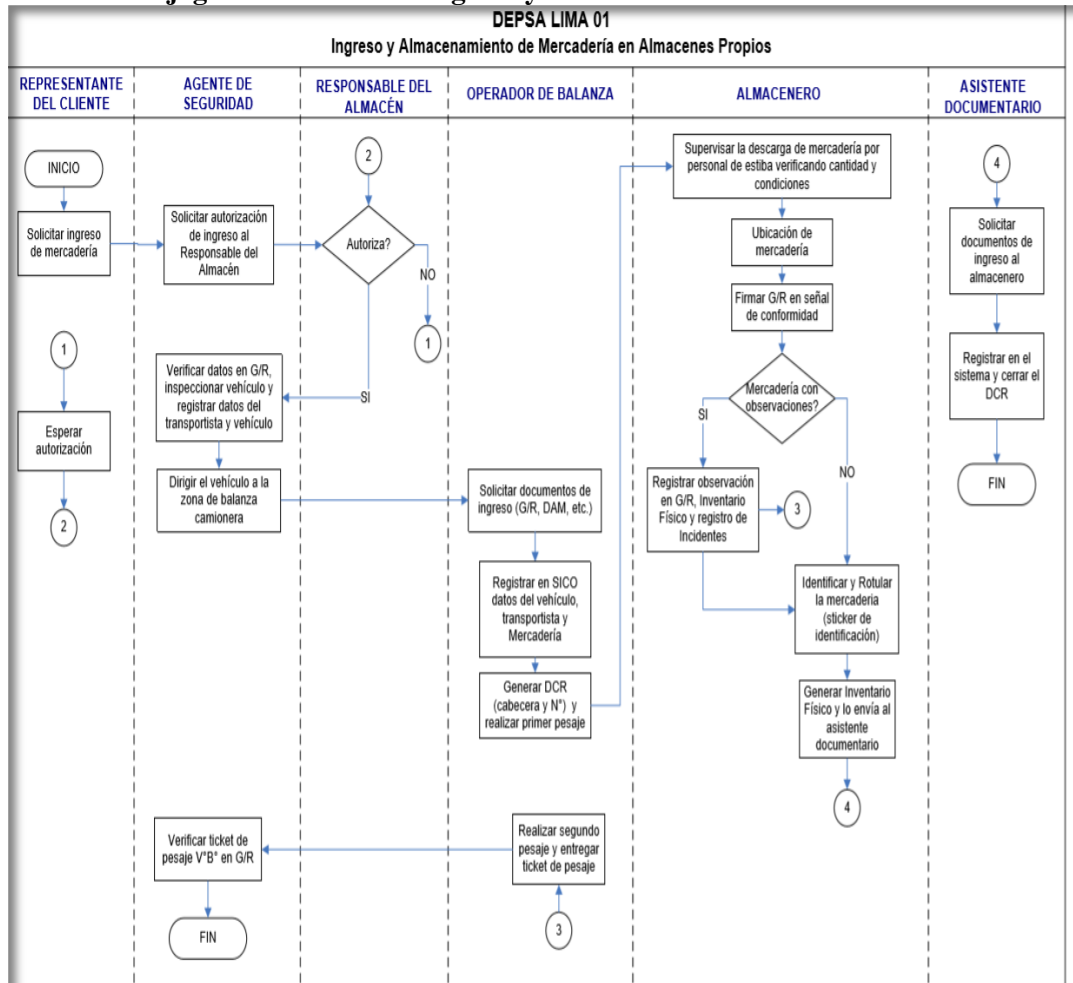 DEPSA LIMA 01
Ingreso y Almacenamiento de Mercadería en Almacenes Propios
REPRESENTANTE
DEL CLIENTE
AGENTE DE
SEGURIDAD
RESPONSABLE DEL
ALMACÉN
OPERADOR DE BALANZA
ALMACENERO
ASISTENTE
DOCUMENTARIO
INICIO
Solicitar ingreso
de mercadería
1
Esperar
autorización
2
Solicitar autorización
de ingreso al
Responsable del
Almacén
Verificar datos en G/R,
inspeccionar vehículo y
registrar datos del
transportista y vehículo
Dirigir el vehículo a la
zona de balanza
camionera
Verificar ticket de
pesaje V°B° en G/R
FIN
2
Autoriza?
NO
1
SI
Solicitar documentos de
ingreso (G/R, DAM, etc.)
Registrar en SICO
datos del vehículo,
transportista y
Mercadería
Generar DCR
(cabecera y N°) y
realizar primer pesaje
Realizar segundo
pesaje y entregar
ticket de pesaje
3
Supervisar la descarga de mercadería por
personal de estiba verificando cantidad y
condiciones
Ubicación de
mercadería
Firmar G/R en señal
de conformidad
Mercadería con
observaciones?
SI
NO
Registrar observación
en G/R, Inventario
Físico y registro de
Incidentes
3
Identificar y Rotular
la mercaderia
(sticker de
identificación)
Generar Inventario
Físico y lo envía al
asistente
documentario
4
4
Solicitar
documentos de
ingreso al
almacenero
Registrar en el
sistema y cerrar el
DCR
FIN